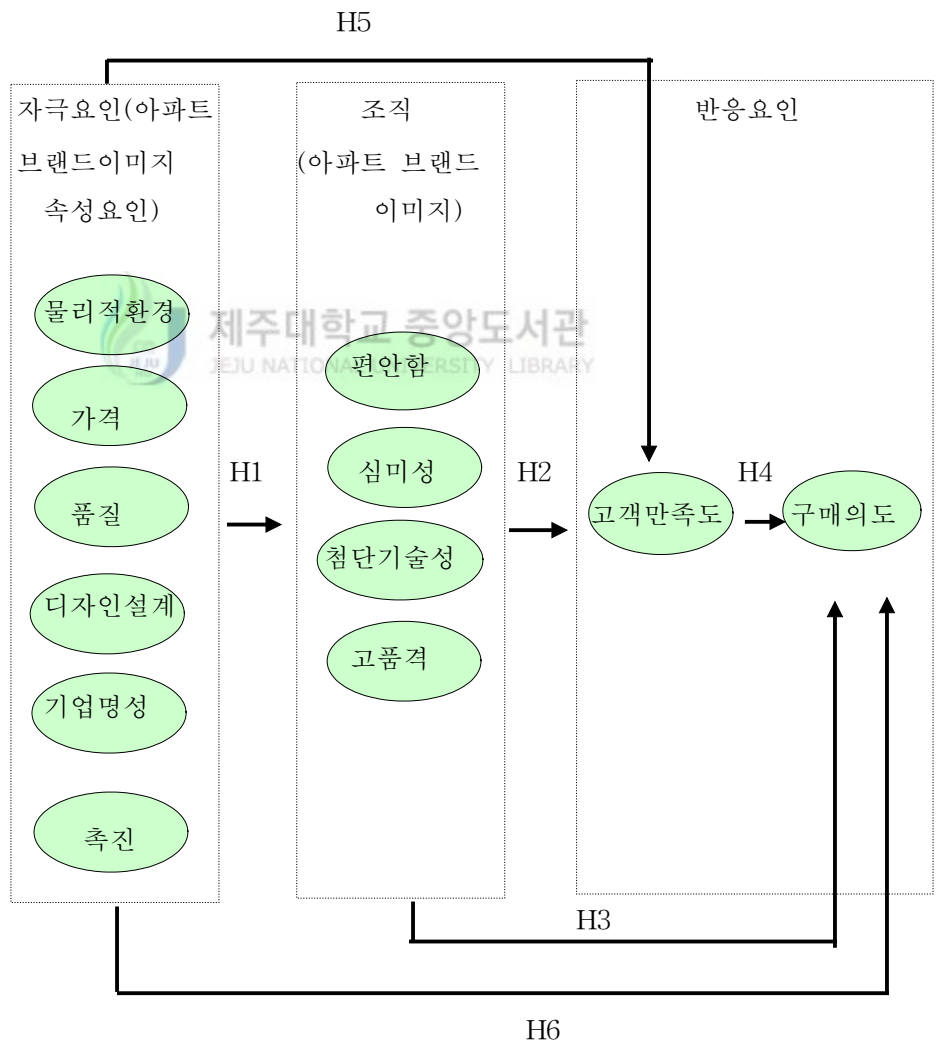 H5
자극요인(아파트
브랜드이미지
속성요인)
조직
(아파트 브랜드
이미지)
반응요인
물리적환경
가격
품질
디자인설계
기업명성
촉진
H1
편안함
심미성
첨단기술성
고품격
H2
고객만족도
H4
구매의도
H3
H6
제주대학교 중앙도서관
JEJU NATIONAL UNIVERSITY LIBRARY
JEJU